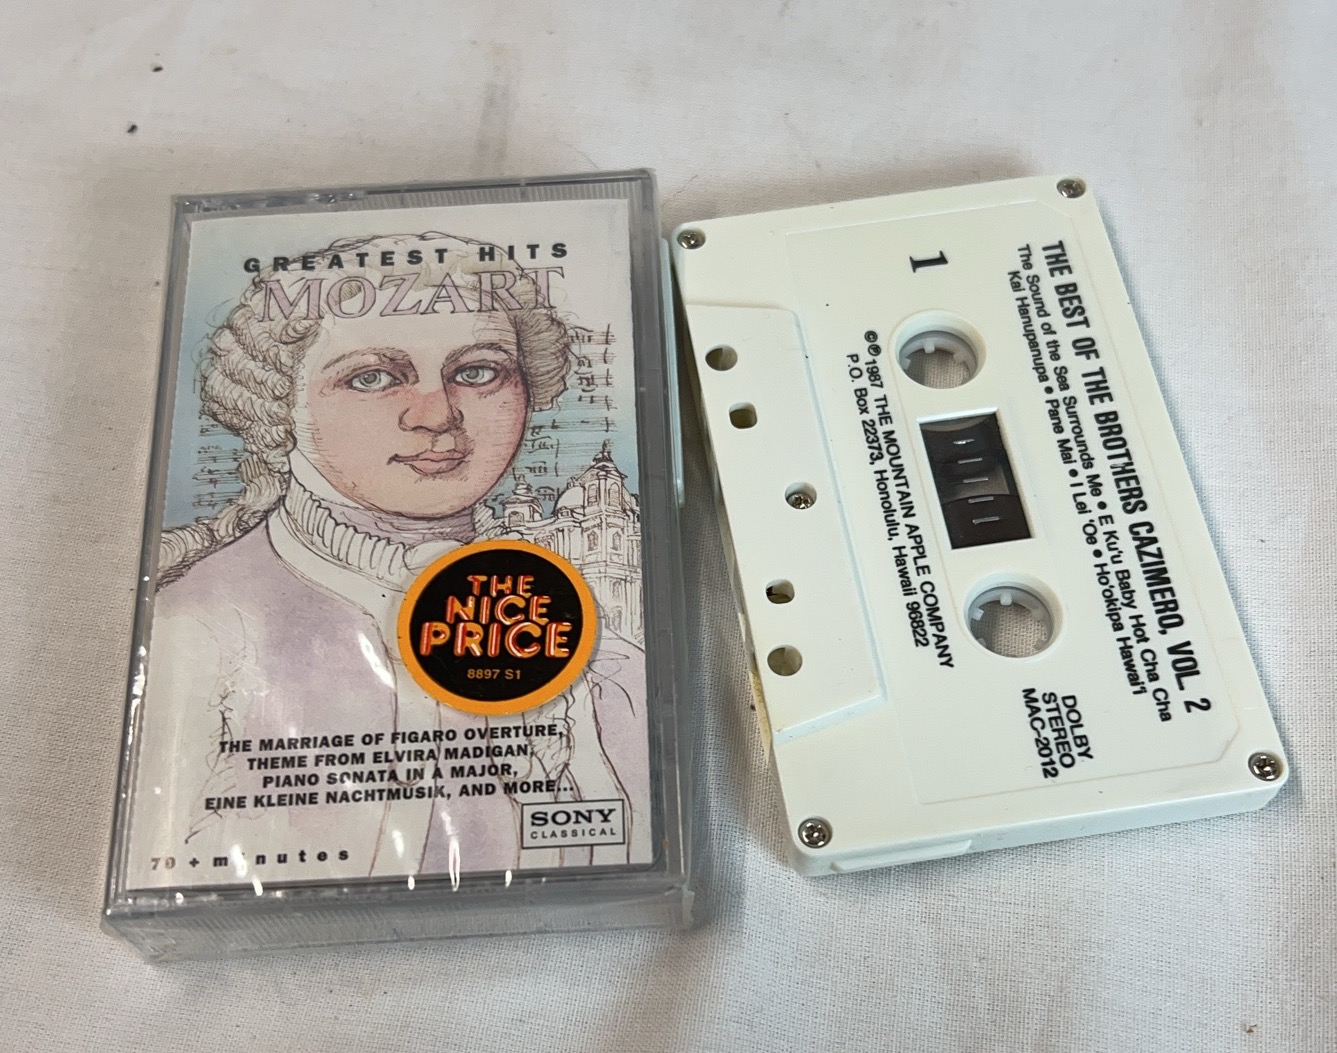 GREATEST HITS
MOZART
THE
NICE
PRICE
8897 S1
THE MARRIAGE OF FIGARO OVERTURE,
THEME FROM ELVIRA MADIGAN,
PIANO SONATA IN A MAJOR,
EINE KLEINE NACHTMUSIK, AND MORE...
SONY
CLASSICAL
70 + minutes
THE BEST OF THE BROTHERS CAZIMERO, VOL. 2
The Sound of the Sea Surrounds Me • E Ku'u Baby Hot Cha Cha
Kai Hanupanupa • Pane Mai • I Lei 'Oe • Ho'okipa Hawai'i
1
DOLBY
STEREO
MAC-2012
©℗ 1987 THE MOUNTAIN APPLE COMPANY
P.O. Box 22373, Honolulu, Hawaii 96822